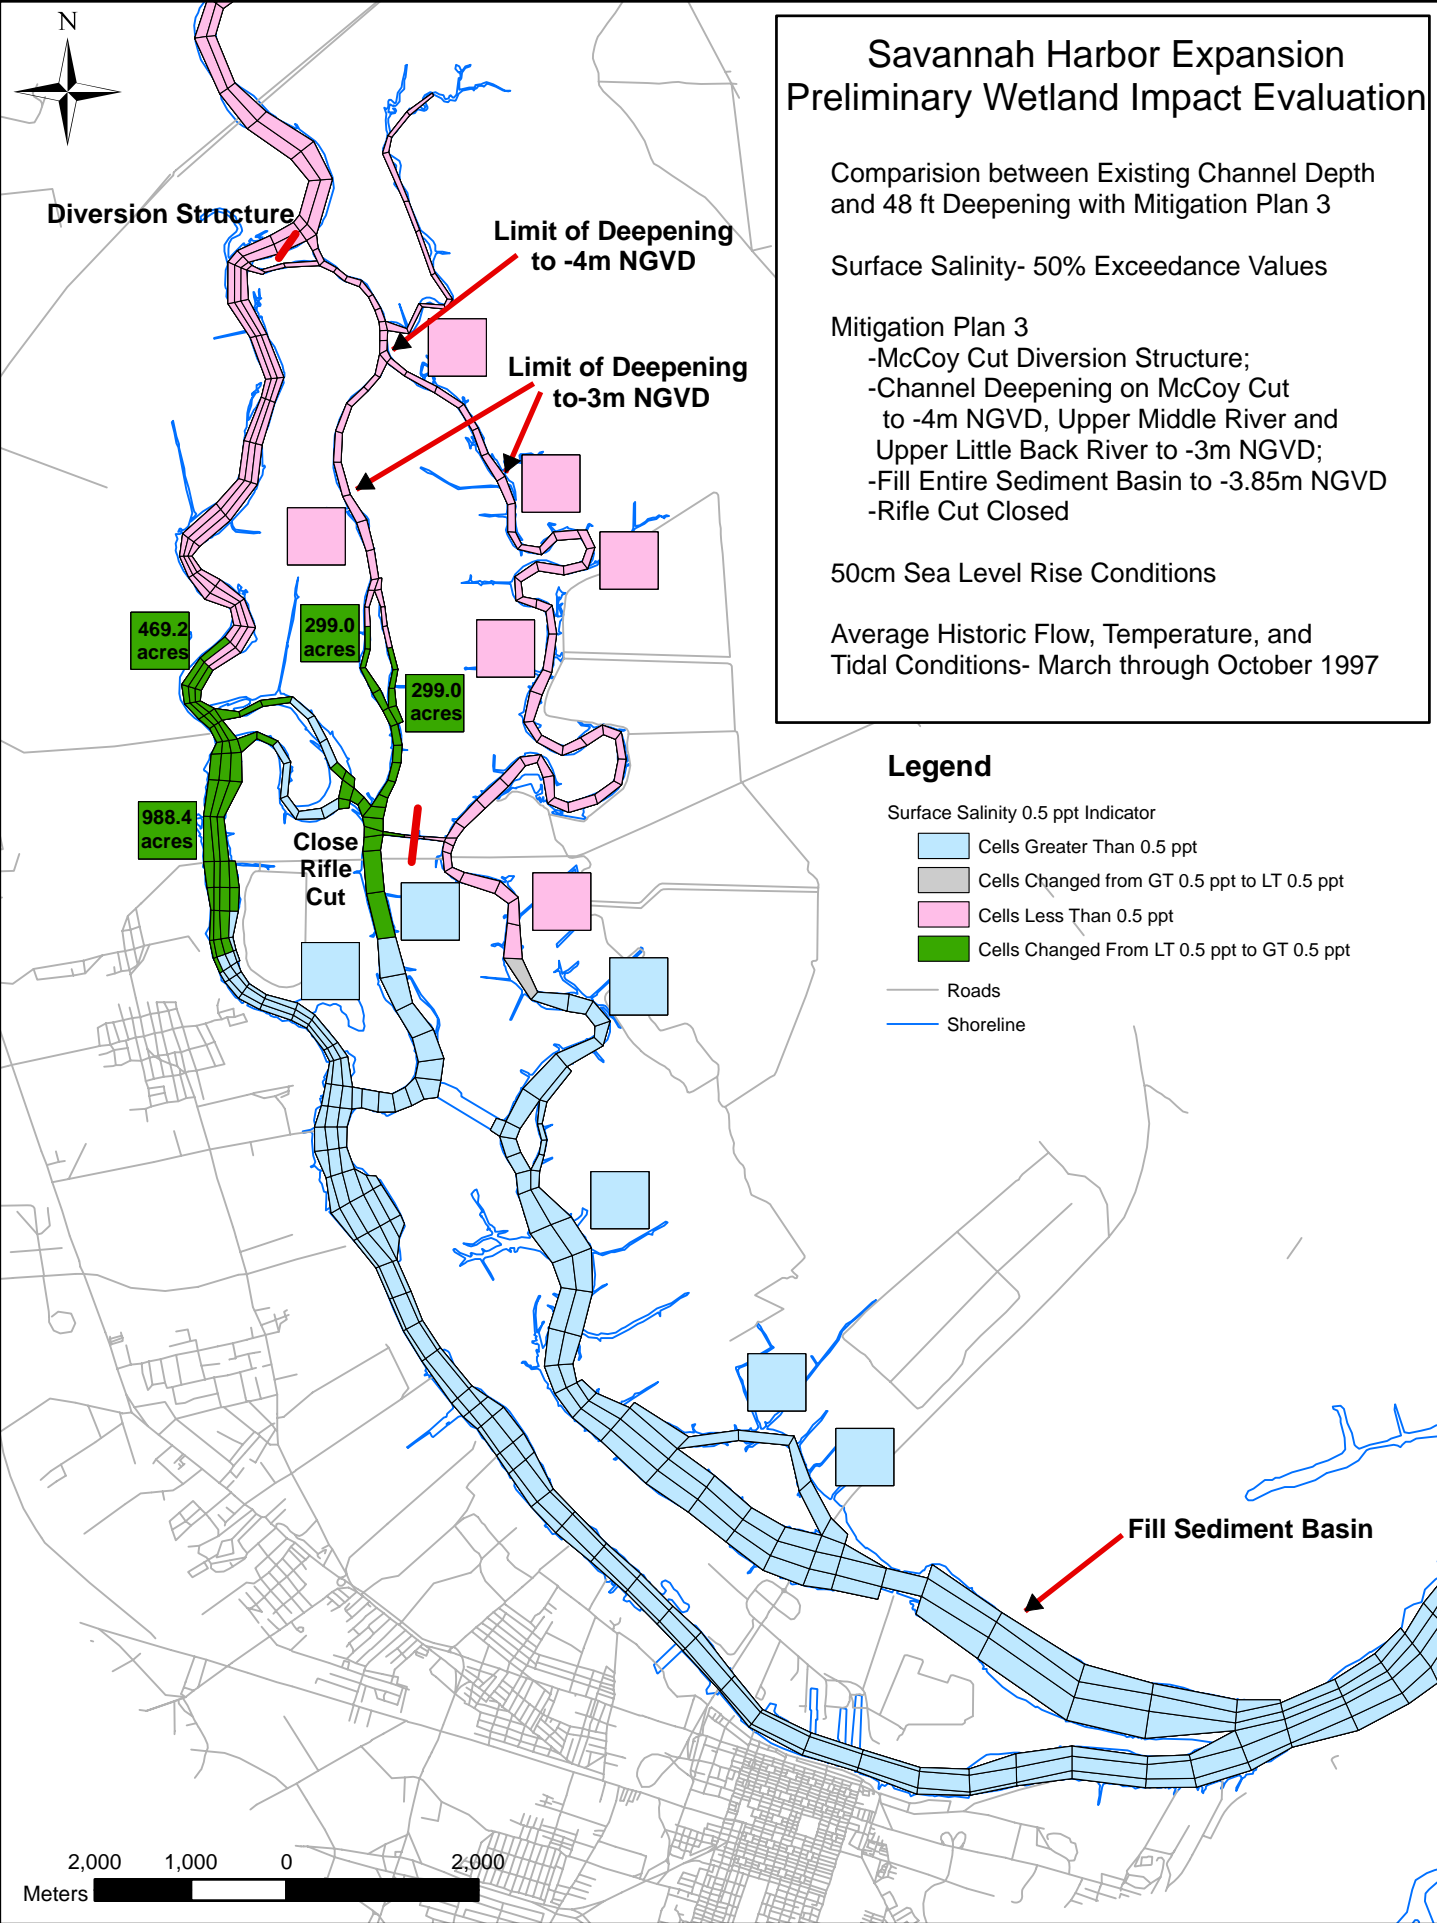 N
Savannah Harbor Expansion
Preliminary Wetland Impact Evaluation
Comparision between Existing Channel Depth
and 48 ft Deepening with Mitigation Plan 3
Surface Salinity- 50% Exceedance Values
Mitigation Plan 3
-McCoy Cut Diversion Structure;
-Channel Deepening on McCoy Cut
to -4m NGVD, Upper Middle River and
Upper Little Back River to -3m NGVD;
-Fill Entire Sediment Basin to -3.85m NGVD
-Rifle Cut Closed
50cm Sea Level Rise Conditions
Average Historic Flow, Temperature, and
Tidal Conditions- March through October 1997
Diversion Structure
Limit of Deepening
to -4m NGVD
Limit of Deepening
to-3m NGVD
469.2
acres
299.0
acres
299.0
acres
988.4
acres
Close
Rifle
Cut
Legend
Surface Salinity 0.5 ppt Indicator
Cells Greater Than 0.5 ppt
Cells Changed from GT 0.5 ppt to LT 0.5 ppt
Cells Less Than 0.5 ppt
Cells Changed From LT 0.5 ppt to GT 0.5 ppt
Roads
Shoreline
Fill Sediment Basin
2,000 1,000 0 2,000
Meters